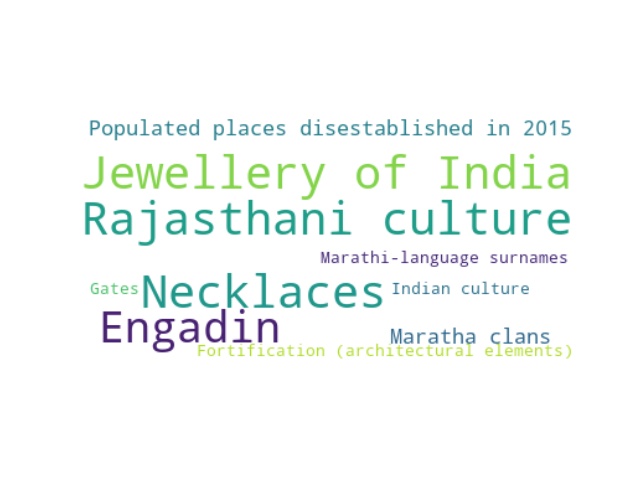 Populated places disestablished in 2015
Jewellery of India
Rajasthani culture
Marathi-language surnames
Gates Necklaces Indian culture
Engadin Maratha clans
Fortification (architectural elements)